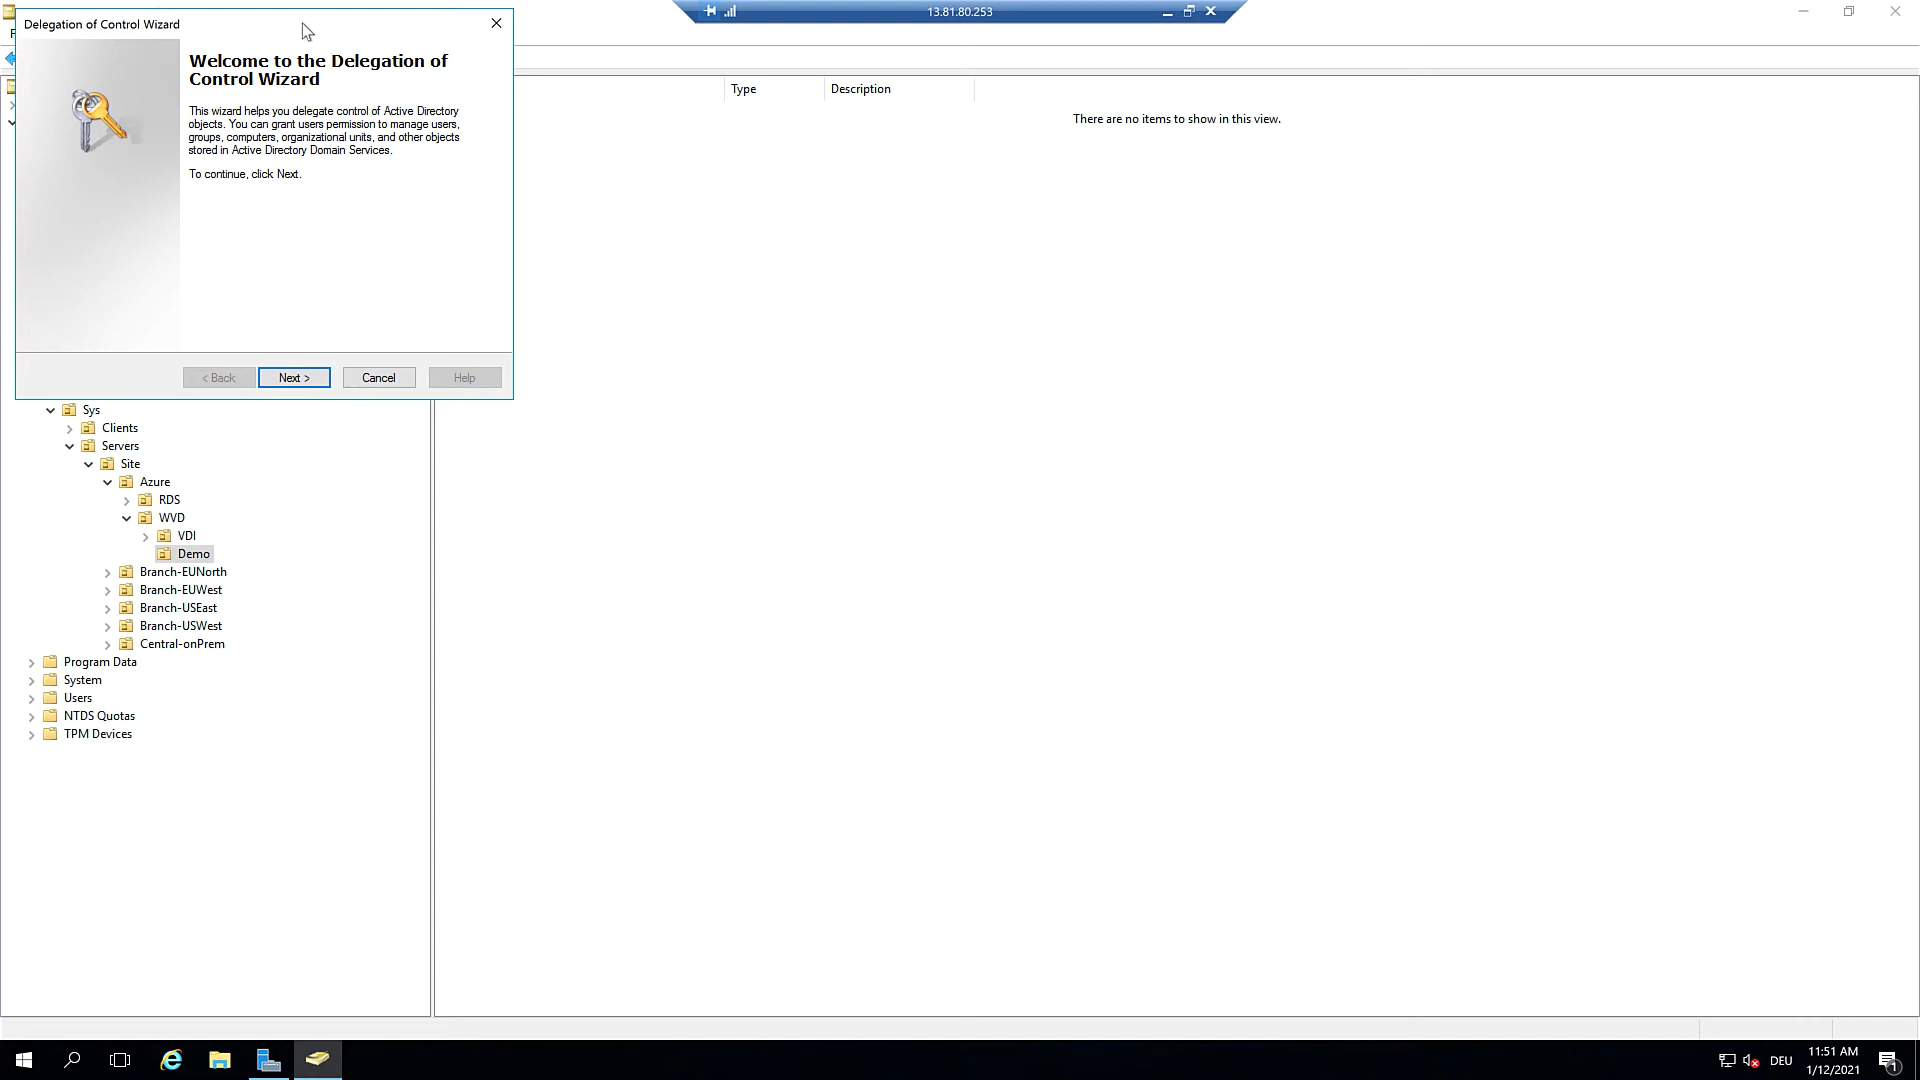 Delegation of Control Wizard
13.81.80.253
Welcome to the Delegation of
Control Wizard
This wizard helps you delegate control of Active Directory
objects. You can grant users permission to manage users,
groups, computers, organizational units, and other objects
stored in Active Directory Domain Services.
To continue, click Next.
< Back
Next >
Cancel
Help
Type
Description
There are no items to show in this view.
Sys
Clients
Servers
Site
Azure
RDS
WVD
VDI
Demo
Branch-EUNorth
Branch-EUWest
Branch-USEast
Branch-USWest
Central-onPrem
Program Data
System
Users
NTDS Quotas
TPM Devices
DEU
11:51 AM
1/12/2021
1